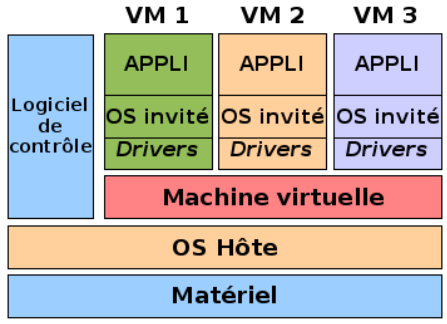 VM 1 VM 2 VM 3
APPLI APPLI APPLI
Logiciel
de
contrôle
OS invité OS invité OS invité
Drivers Drivers Drivers
Machine virtuelle
OS Hôte
Matériel